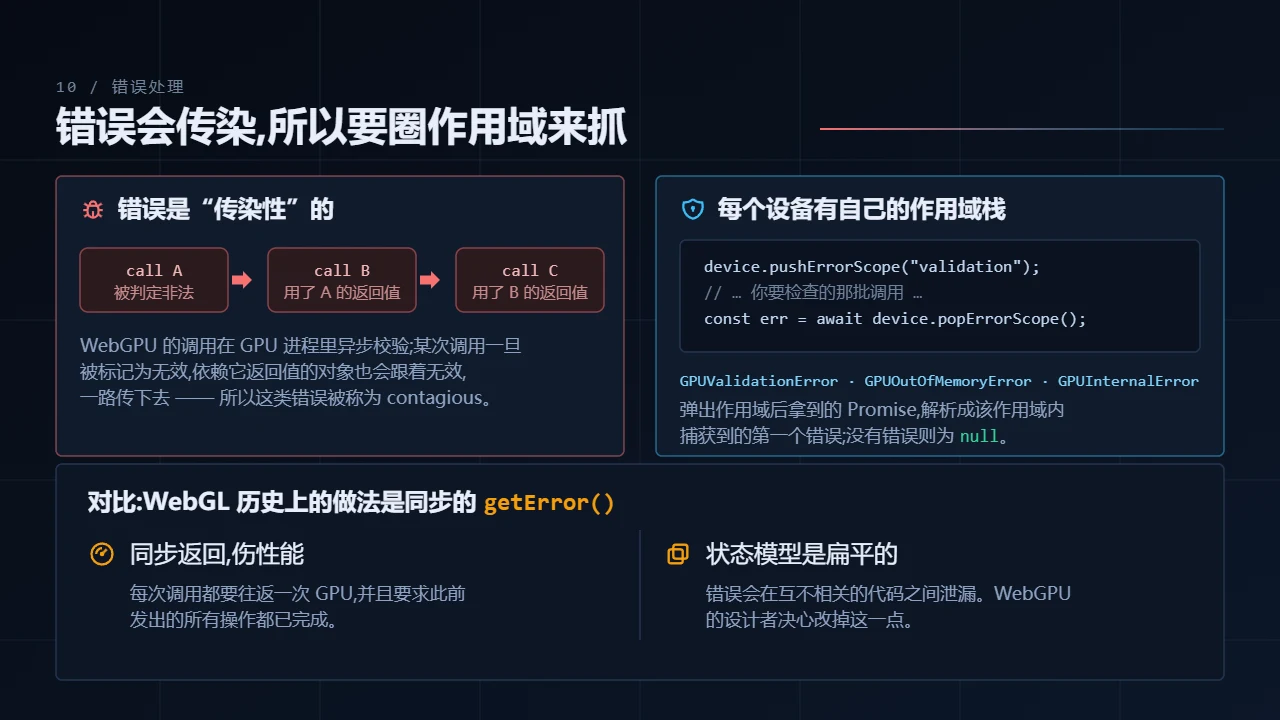 10 / 错误处理
错误会传染,所以要圈作用域来抓
错误是“传染性”的
call A
被判定非法
call B
用了 A 的返回值
call C
用了 B 的返回值
WebGPU 的调用在 GPU 进程里异步校验;某次调用一旦
被标记为无效,依赖它返回值的对象也会跟着无效,
一路传下去 —— 所以这类错误被称为 contagious。
每个设备有自己的作用域栈
device.pushErrorScope("validation");
// … 你要检查的那批调用 …
const err = await device.popErrorScope();
GPUValidationError · GPUOutOfMemoryError · GPUInternalError
弹出作用域后拿到的 Promise,解析成该作用域内
捕获到的第一个错误;没有错误则为 null。
对比:WebGL 历史上的做法是同步的 getError()
同步返回,伤性能
每次调用都要往返一次 GPU,并且要求此前
发出的所有操作都已完成。
状态模型是扁平的
错误会在互不相关的代码之间泄漏。WebGPU
的设计者决心改掉这一点。